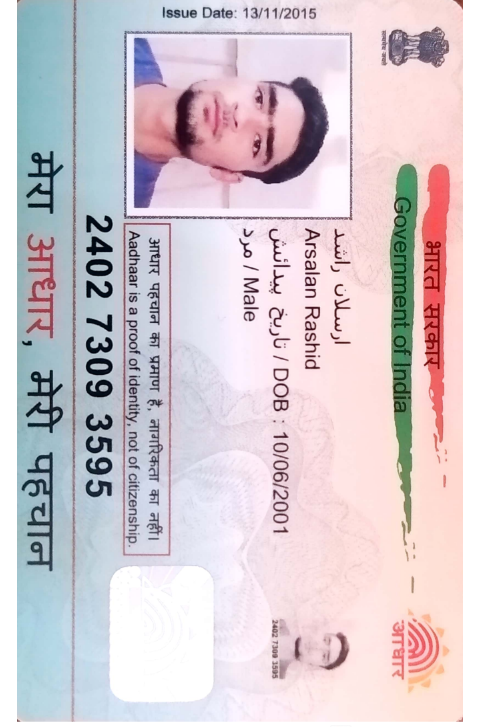 Issue Date: 13/11/2015
भारत सरकार
Government of India
ارسلان راشد
Arsalan Rashid
تاریخ پیدائش / DOB : 10/06/2001
مرد / Male
आधार पहचान का प्रमाण है, नागरिकता का नहीं।
Aadhaar is a proof of identity, not of citizenship.
2402 7309 3595
मेरा आधार, मेरी पहचान
सत्यमेव जयते
आधार
2402 7309 3595